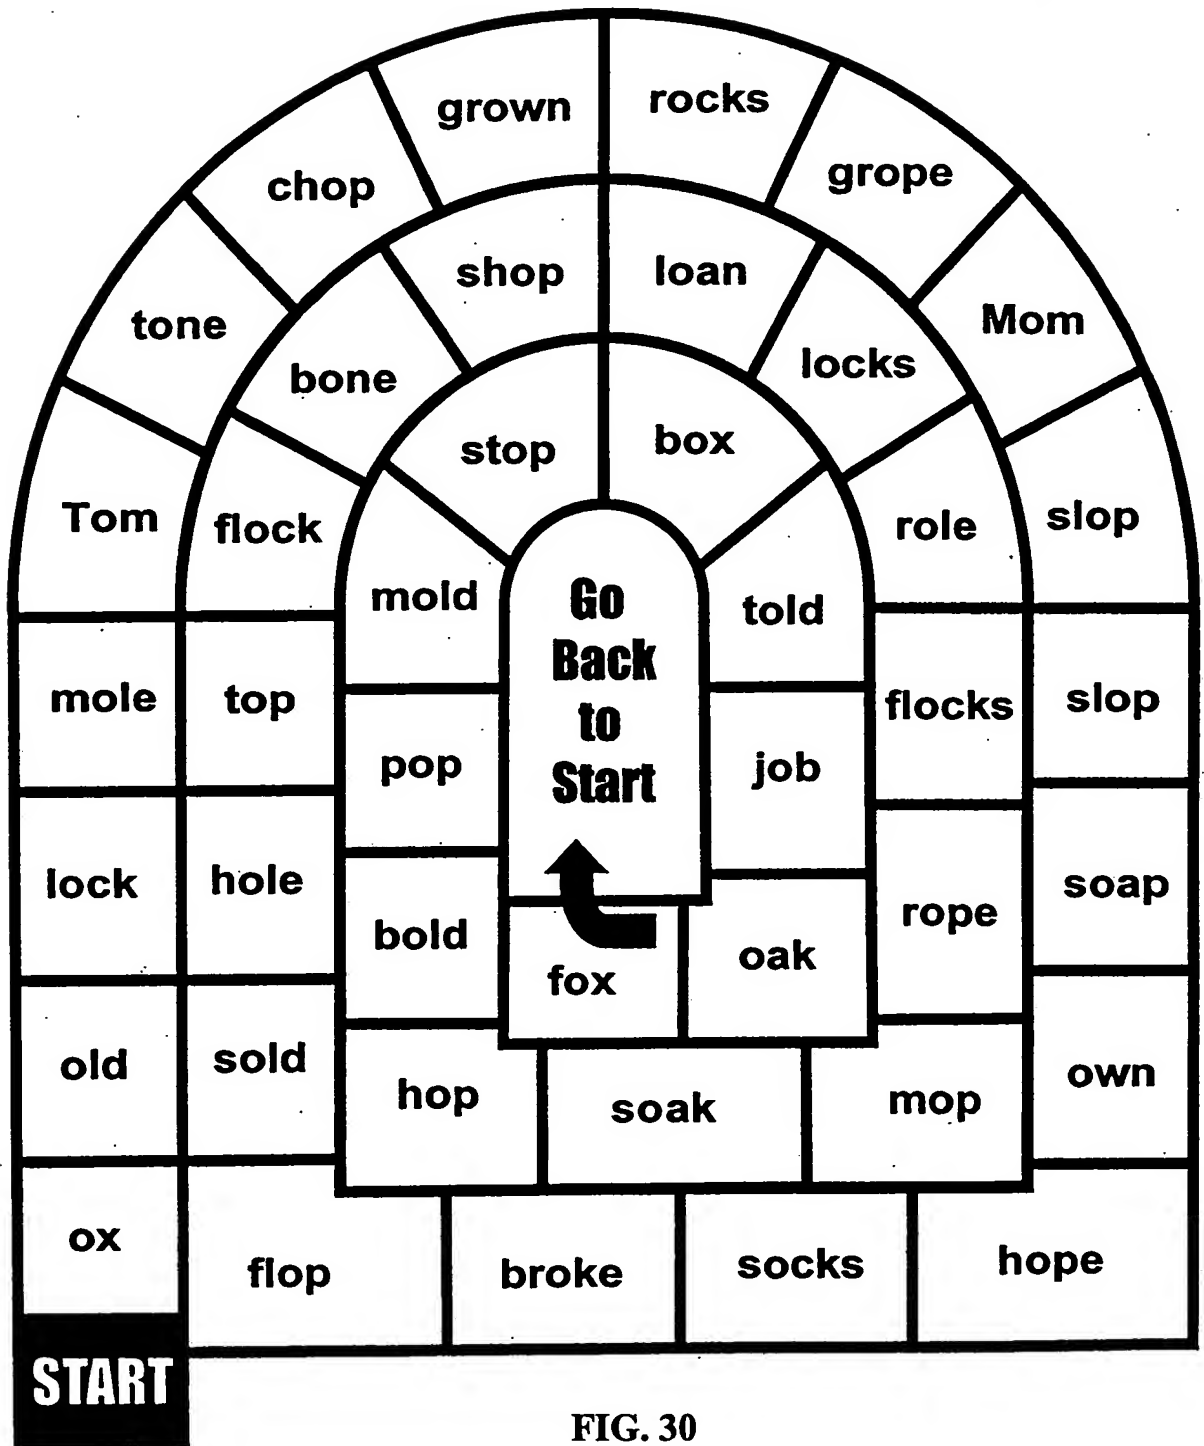 START
ox
old
lock
mole
Tom
tone
chop
grown
rocks
grope
Mom
slop
slop
soap
own
hope
socks
broke
flop
sold
hole
top
flock
bone
shop
loan
locks
role
flocks
rope
mop
soak
hop
bold
pop
mold
stop
box
told
job
oak
fox
Go
Back
to
Start
FIG. 30